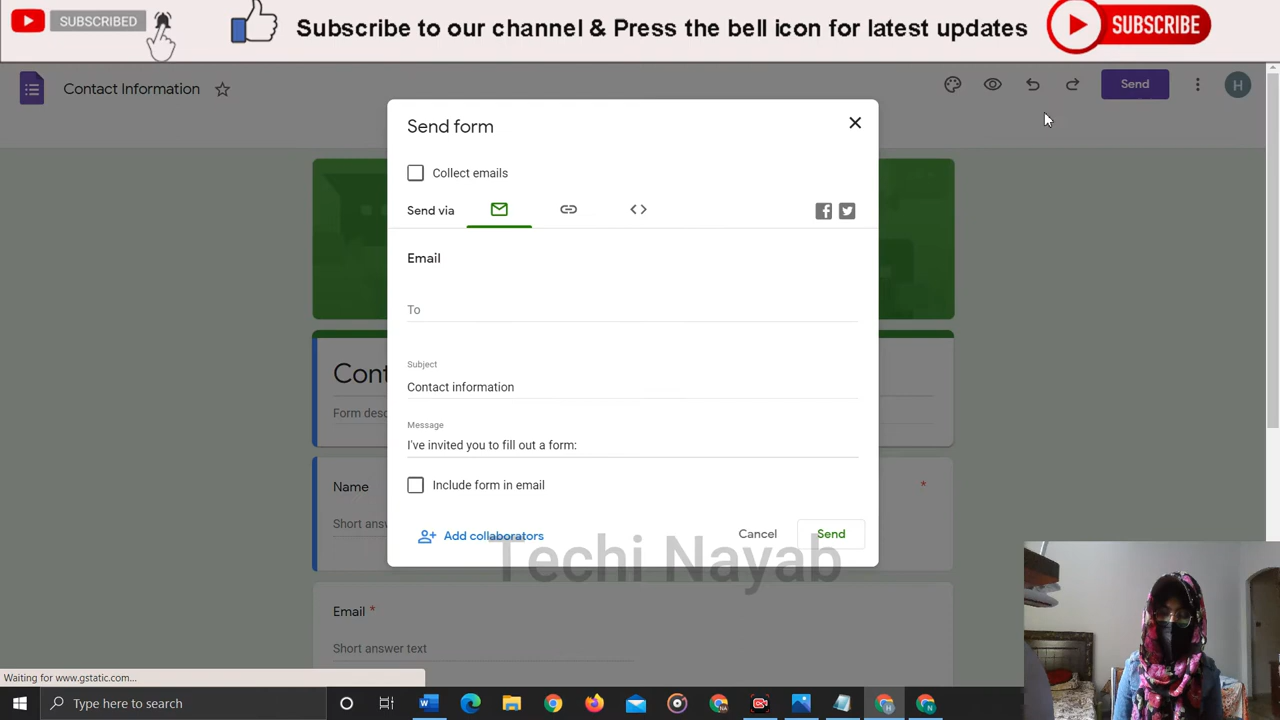 SUBSCRIBED
Subscribe to our channel & Press the bell icon for latest updates
SUBSCRIBE
Contact Information
Send
H
Send form
Collect emails
Send via
Email
To
Subject
Contact information
Message
I've invited you to fill out a form:
Include form in email
Add collaborators
Cancel
Send
Techi Nayab
Cont
Form desc
Name
*
Short answ
Email *
Short answer text
Waiting for www.gstatic.com...
Type here to search